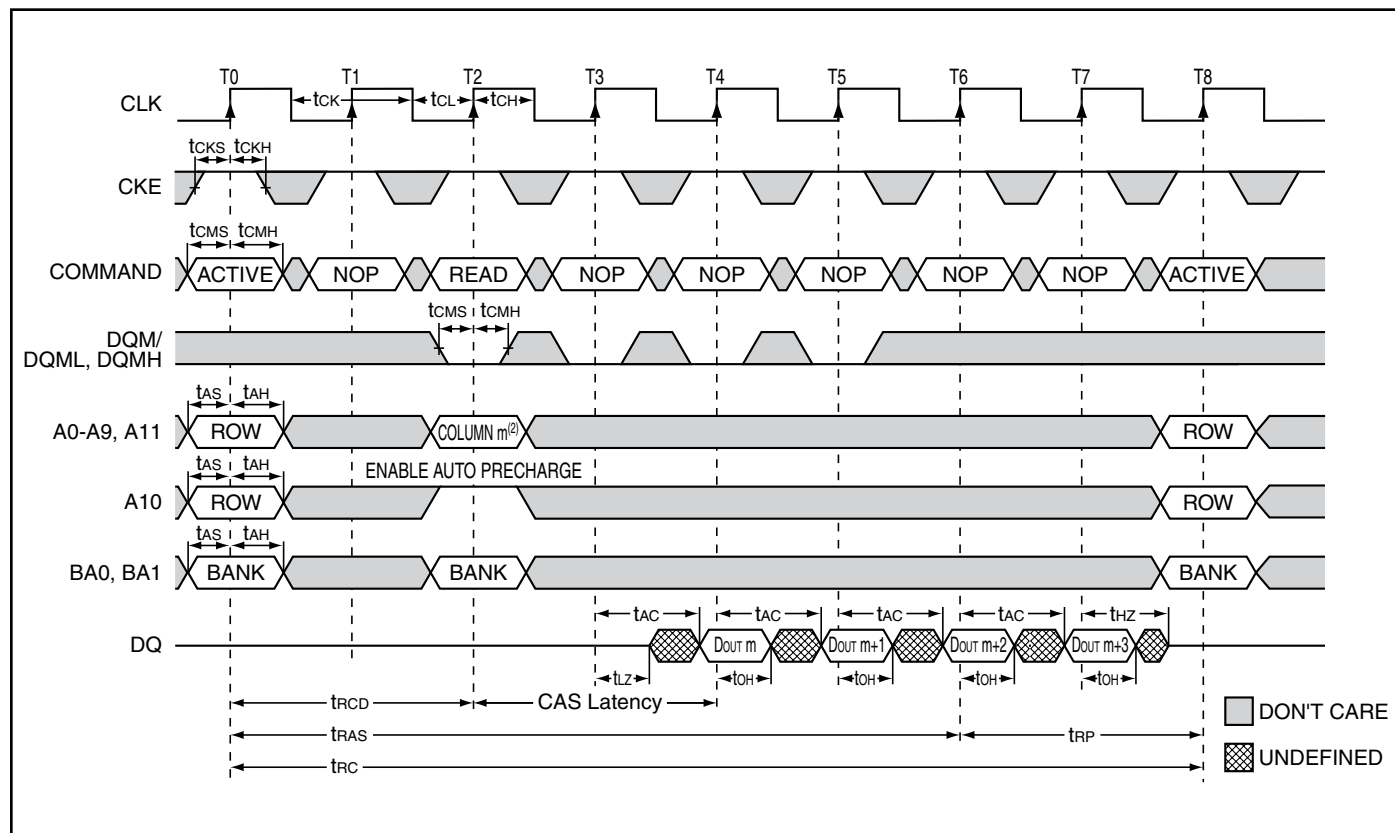 T0 T1 T2 T3 T4 T5 T6 T7 T8
CLK
tCK tCL tCH
tCKS tCKH
CKE
tCMS tCMH
COMMAND ACTIVE NOP READ NOP NOP NOP NOP NOP ACTIVE
tCMS tCMH
DQM/
DQML, DQMH
tAS tAH
A0-A9, A11 ROW COLUMN m(2) ROW
tAS tAH ENABLE AUTO PRECHARGE
A10 ROW ROW
tAS tAH
BA0, BA1 BANK BANK BANK
tAC tAC tAC tAC tHZ
DQ DOUT m DOUT m+1 DOUT m+2 DOUT m+3
tLZ tOH tOH tOH tOH
tRCD CAS Latency
DON'T CARE
tRAS tRP
UNDEFINED
tRC